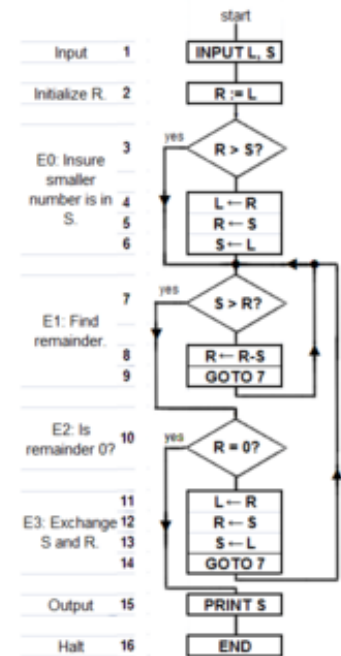 start
Input 1 INPUT L, S
Initialize R. 2 R := L
3 yes R > S?
E0: Insure
smaller
number is in
S.
4 L ← R
5 R ← S
6 S ← L
7 yes S > R?
E1: Find
remainder.
8 R ← R-S
9 GOTO 7
E2: Is
remainder 0? 10 yes R = 0?
11 L ← R
E3: Exchange 12 R ← S
S and R. 13 S ← L
14 GOTO 7
Output 15 PRINT S
Halt 16 END